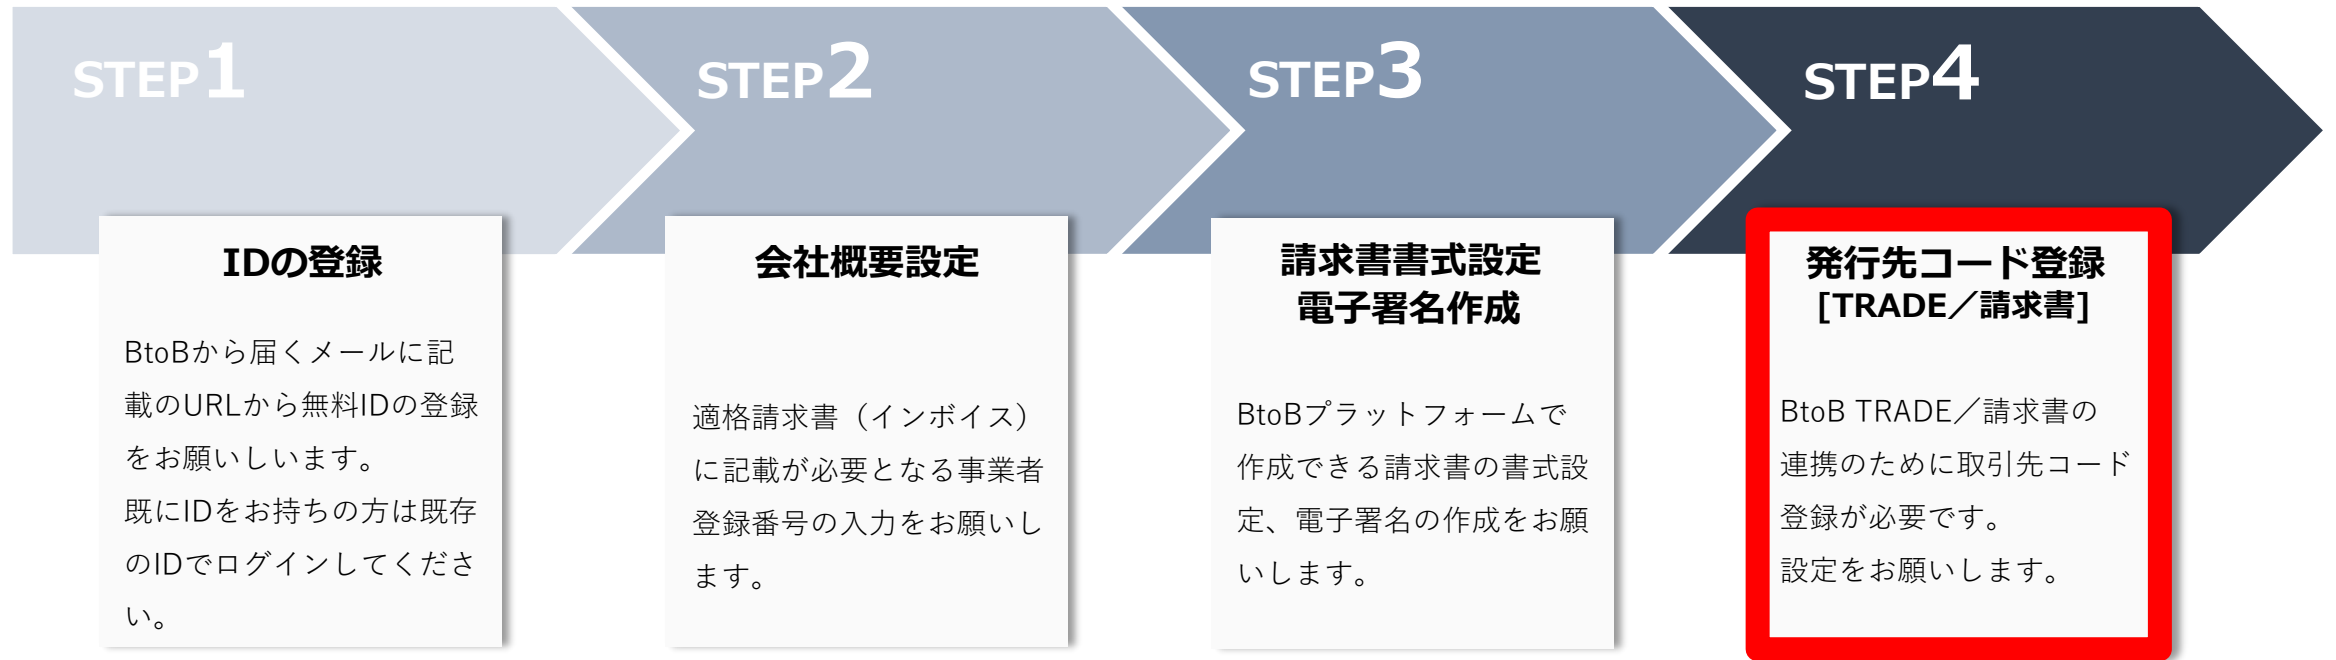 STEP1
IDの登録
BtoBから届くメールに記
載のURLから無料IDの登録
をお願いしいます。
既にIDをお持ちの方は既存
のIDでログインしてくださ
い。
STEP2
会社概要設定
適格請求書（インボイス）
に記載が必要となる事業者
登録番号の入力をお願いし
ます。
STEP3
請求書書式設定
電子署名作成
BtoBプラットフォームで
作成できる請求書の書式設
定、電子署名の作成をお願
いします。
STEP4
発行先コード登録
[TRADE／請求書]
BtoB TRADE／請求書の
連携のために取引先コード
登録が必要です。
設定をお願いします。